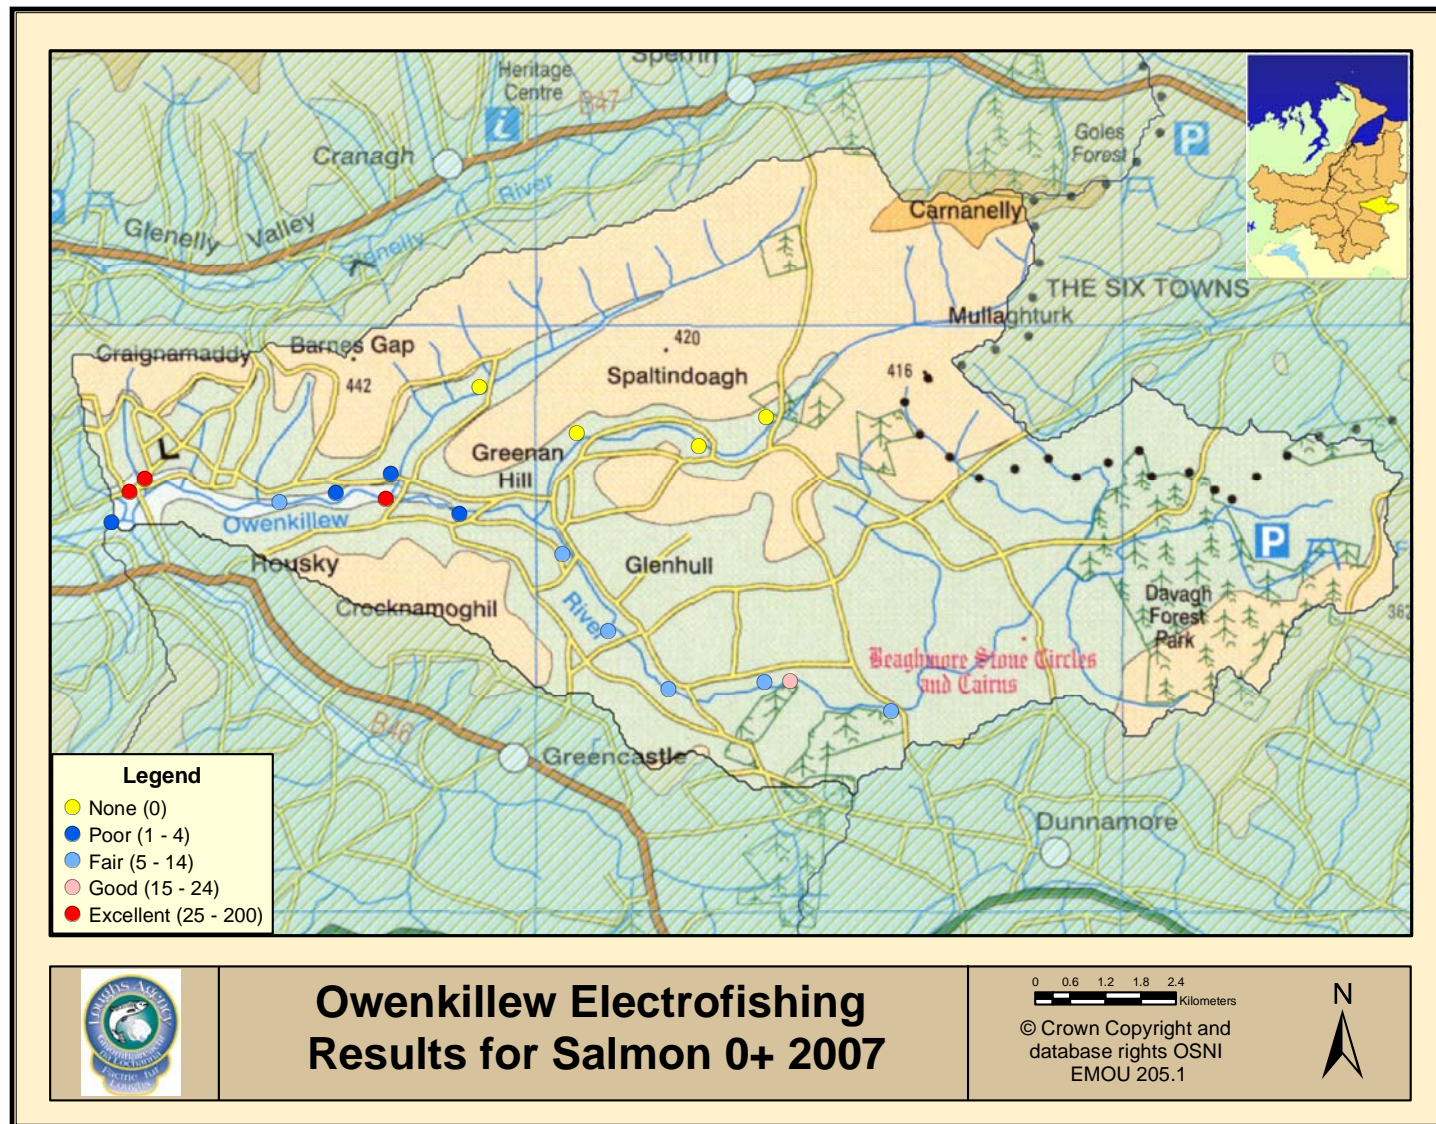 Sperrin
Heritage
Centre
B47
i
Cranagh
Goles
Forest
P
River
Glenelly
Valley
Carnanelly
THE SIX TOWNS
Mullaghturk
Craignamaddy
Barnes Gap
442
420
Spaltindoagh
416
L
Greenan
Hill
Owenkillew
P
Rousky
Glenhull
Crocknamoghil
River
Davagh
Forest
Park
362
Beaghmore Stone Circles
and Cairns
B46
Greencastle
Dunnamore
Legend
None (0)
Poor (1 - 4)
Fair (5 - 14)
Good (15 - 24)
Excellent (25 - 200)
Loughs Agency
Owenkillew Electrofishing
Results for Salmon 0+ 2007
0 0.6 1.2 1.8 2.4
Kilometers
© Crown Copyright and
database rights OSNI
EMOU 205.1
N